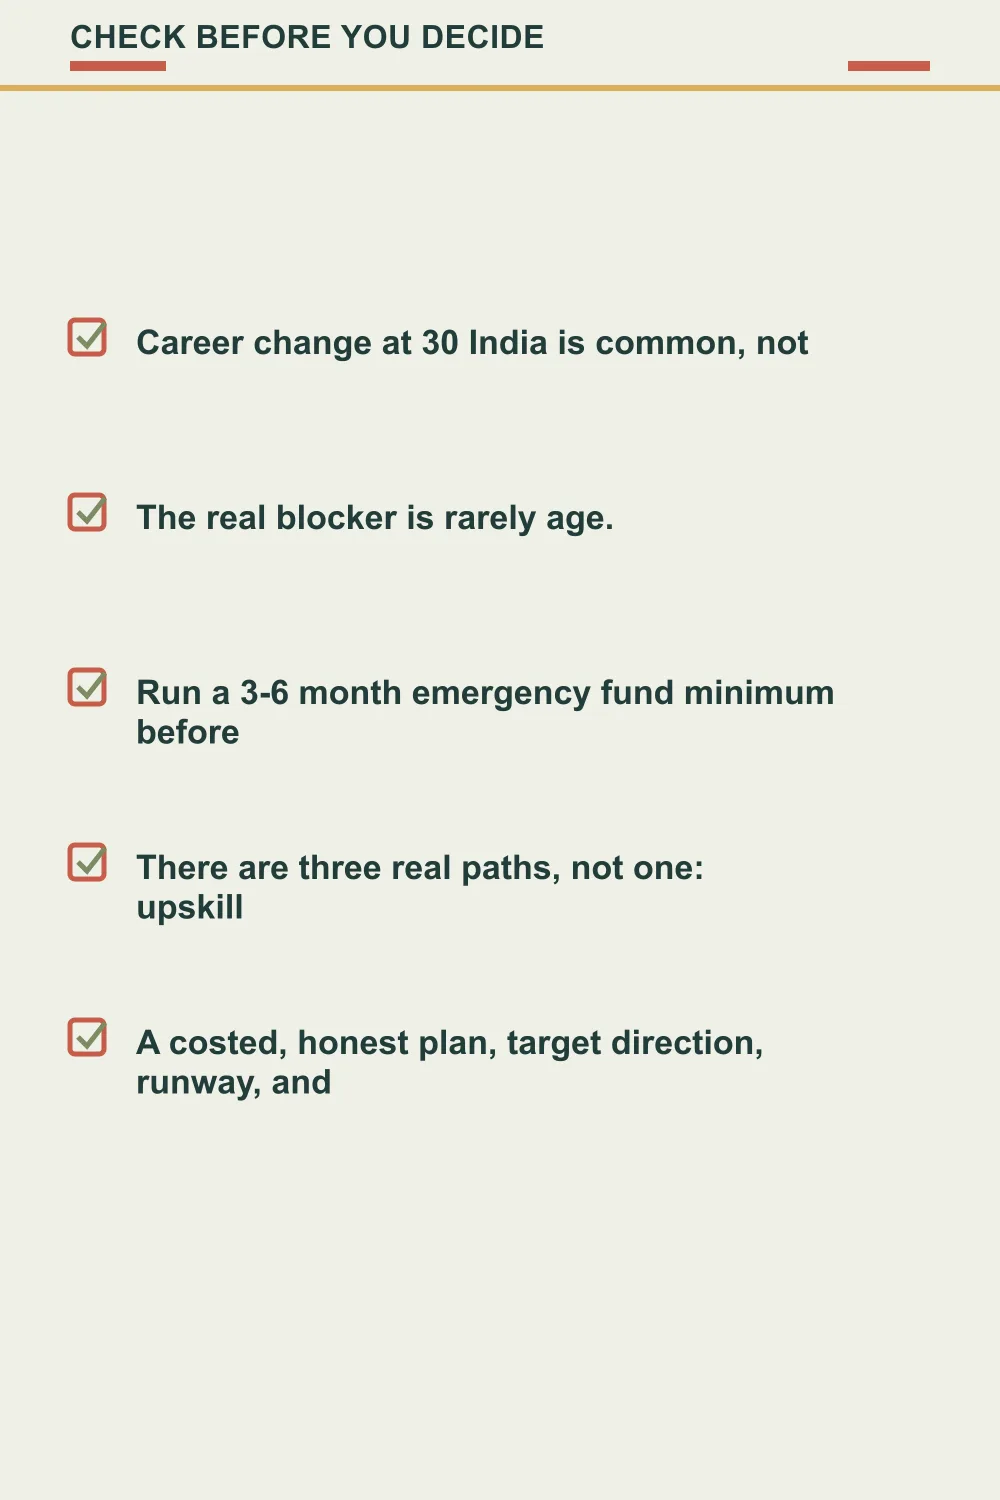 CHECK BEFORE YOU DECIDE
Career change at 30 India is common, not
The real blocker is rarely age.
Run a 3-6 month emergency fund minimum
before
There are three real paths, not one:
upskill
A costed, honest plan, target direction,
runway, and